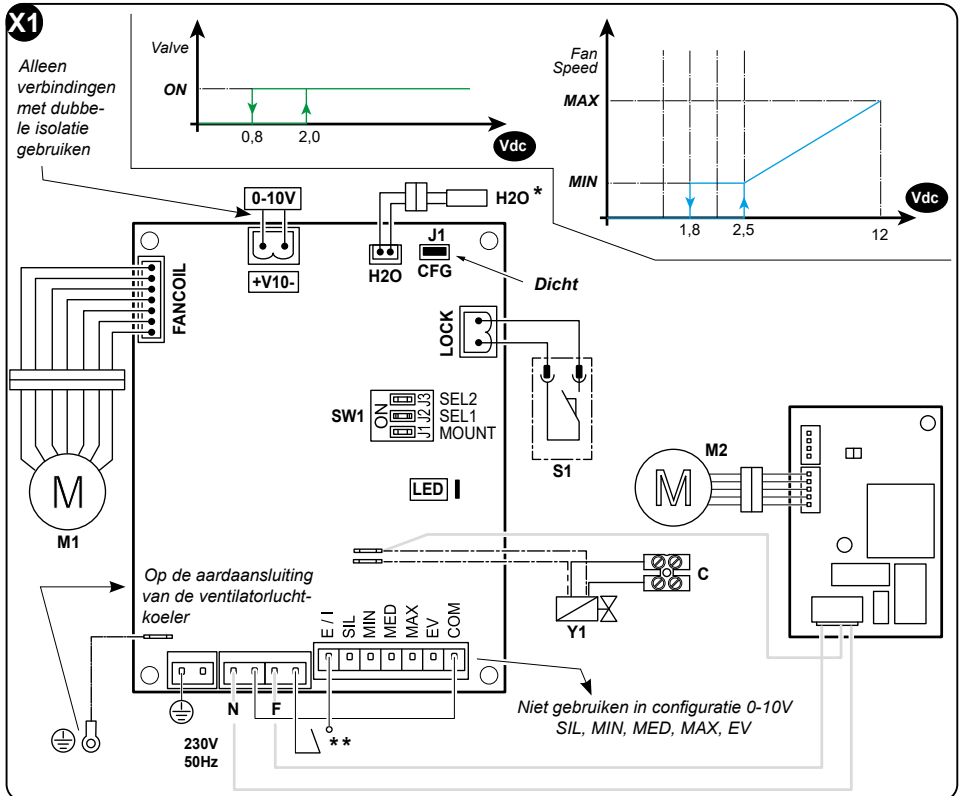 X1
Alleen
verbindingen
met dubbe-
le isolatie
gebruiken
Valve
ON
0,8
2,0
Vdc
Fan
Speed
MAX
MIN
1,8
2,5
12
Vdc
0-10V
+V10-
H2O *
H2O
J1
CFG
Dicht
FANCOIL
LOCK
SW1
ON
J3
J2
J1
SEL2
SEL1
MOUNT
S1
M
M1
LED
M
M2
C
Y1
Op de aardaansluiting
van de ventilatorlucht-
koeler
E / I
SIL
MIN
MED
MAX
EV
COM
N
F
230V
50Hz
**
Niet gebruiken in configuratie 0-10V
SIL, MIN, MED, MAX, EV